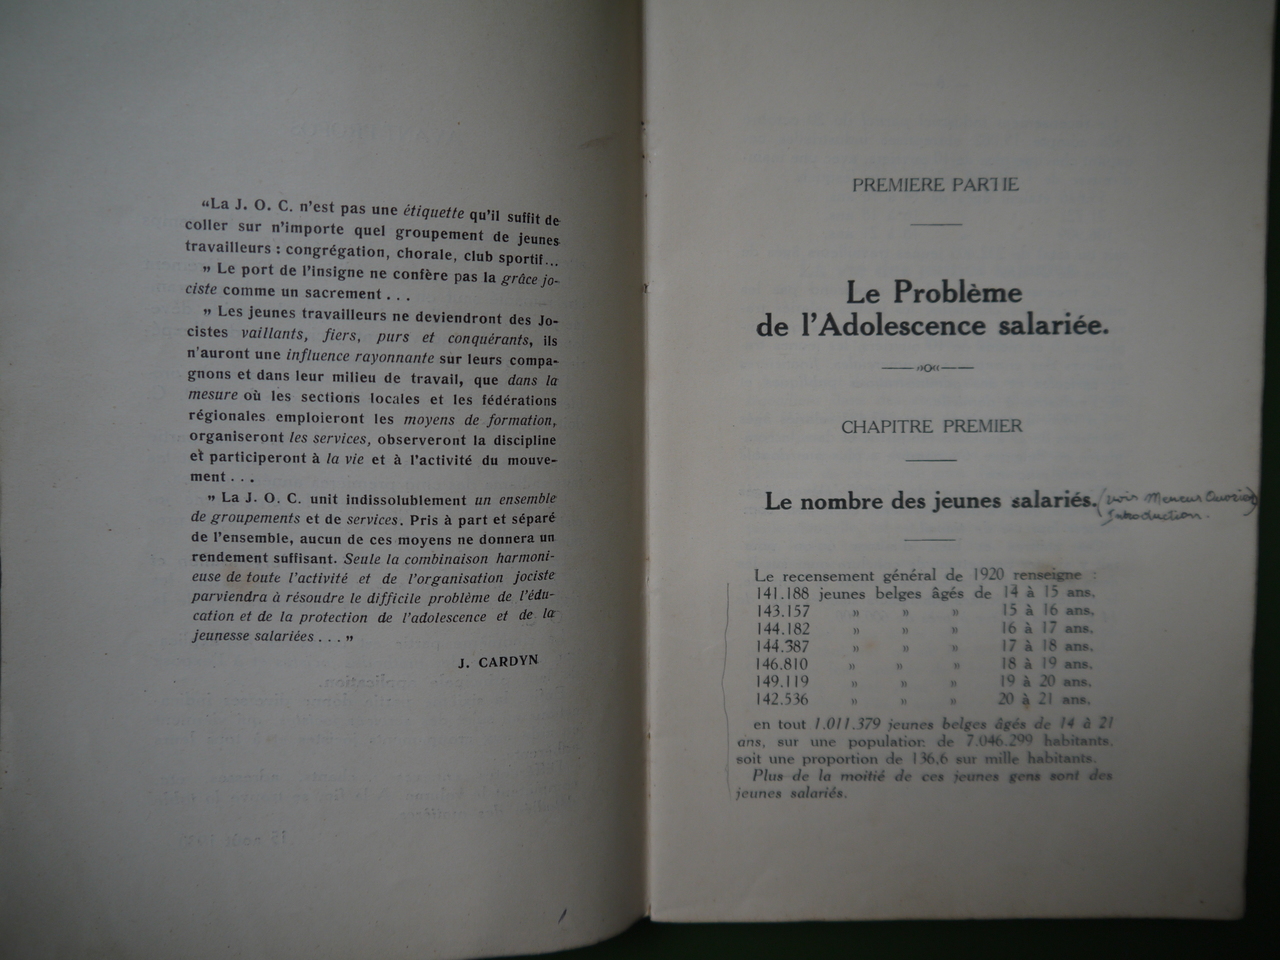 “La J. O. C. n'est pas une étiquette qu'il suffit de
coller sur n'importe quel groupement de jeunes
travailleurs : congrégation, chorale, club sportif...
” Le port de l'insigne ne confère pas la grâce jo-
ciste comme un sacrement . . .
” Les jeunes travailleurs ne deviendront des Jo-
cistes vaillants, fiers, purs et conquérants, ils
n'auront une influence rayonnante sur leurs compa-
gnons et dans leur milieu de travail, que dans la
mesure où les sections locales et les fédérations
régionales emploieront les moyens de formation,
organiseront les services, observeront la discipline
et participeront à la vie et à l'activité du mouve-
ment . . .
” La J. O. C. unit indissolublement un ensemble
de groupements et de services. Pris à part et séparé
de l'ensemble, aucun de ces moyens ne donnera un
rendement suffisant. Seule la combinaison harmoni-
euse de toute l'activité et de l'organisation jociste
parviendra à résoudre le difficile problème de l'édu-
cation et de la protection de l'adolescence et de la
jeunesse salariées . . . »
J. CARDYN
PREMIERE PARTIE
Le Problème
de l'Adolescence salariée.
CHAPITRE PREMIER
Le nombre des jeunes salariés. (voir Meneur Ouvrier)
Introduction.
Le recensement général de 1920 renseigne :
141.188 jeunes belges âgés de 14 à 15 ans,
143.157 » » » 15 à 16 ans,
144.182 » » » 16 à 17 ans,
144.387 » » » 17 à 18 ans,
146.810 » » » 18 à 19 ans,
149.119 » » » 19 à 20 ans,
142.536 » » » 20 à 21 ans,
en tout 1.011.379 jeunes belges âgés de 14 à 21
ans, sur une population de 7.046.299 habitants,
soit une proportion de 136,6 sur mille habitants.
Plus de la moitié de ces jeunes gens sont des
jeunes salariés.